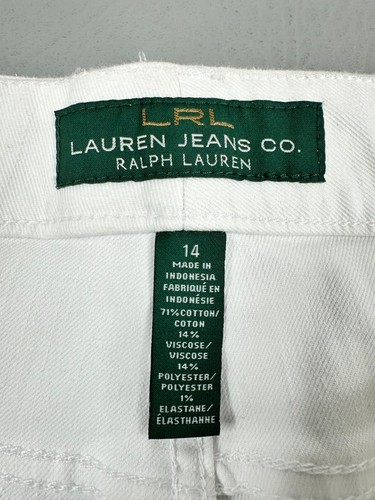 LRL
LAUREN JEANS CO.
RALPH LAUREN
14
MADE IN
INDONESIA
FABRIQUÉ EN
INDONÉSIE
71% COTTON/
COTON
14%
VISCOSE/
VISCOSE
14%
POLYESTER/
POLYESTER
1%
ELASTANE/
ÉLASTHANNE